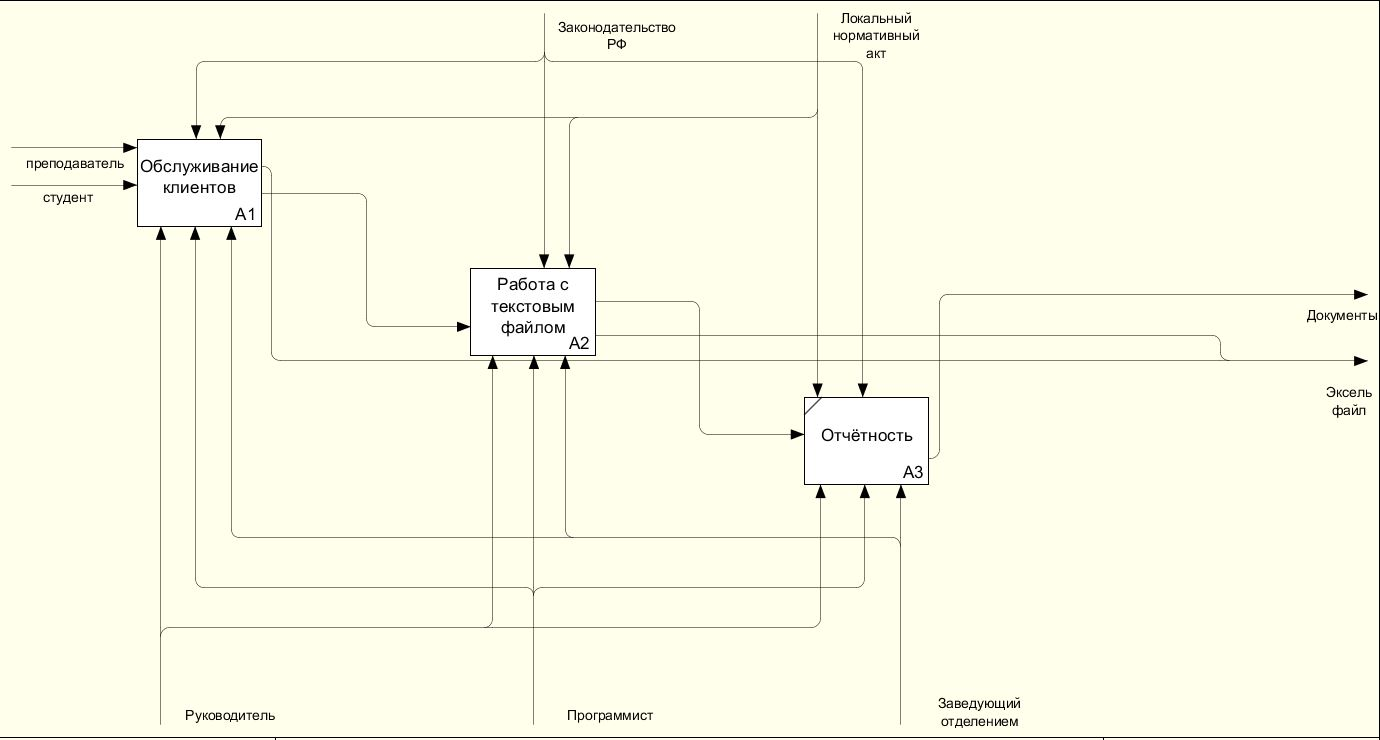 Законодательство
РФ
Локальный
нормативный
акт
преподаватель
студент
Обслуживание
клиентов
A1
Работа с
текстовым
файлом
A2
Документы
Эксель
файл
Отчётность
A3
Руководитель
Программист
Заведующий
отделением